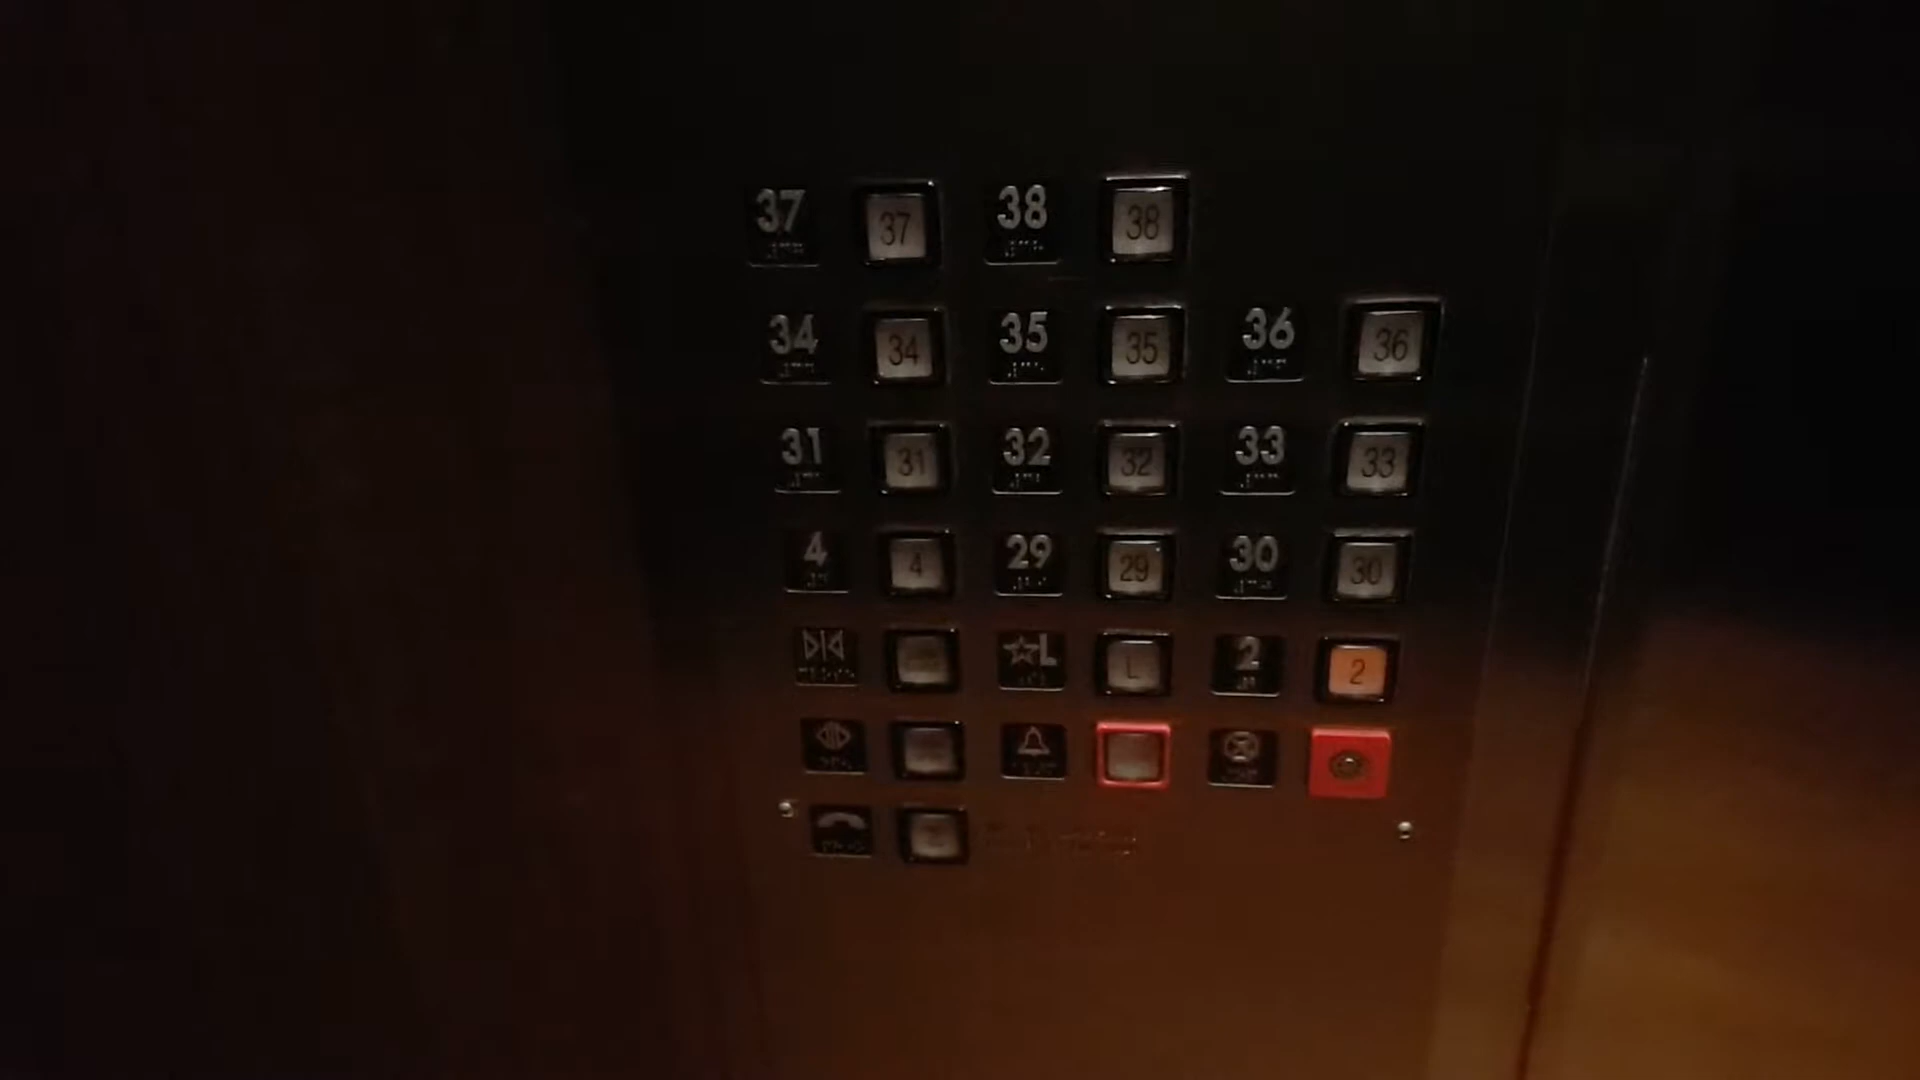 37 37 38 38
34 34 35 35 36 36
31 31 32 32 33 33
4 4 29 29 30 30
☆L L 2 2